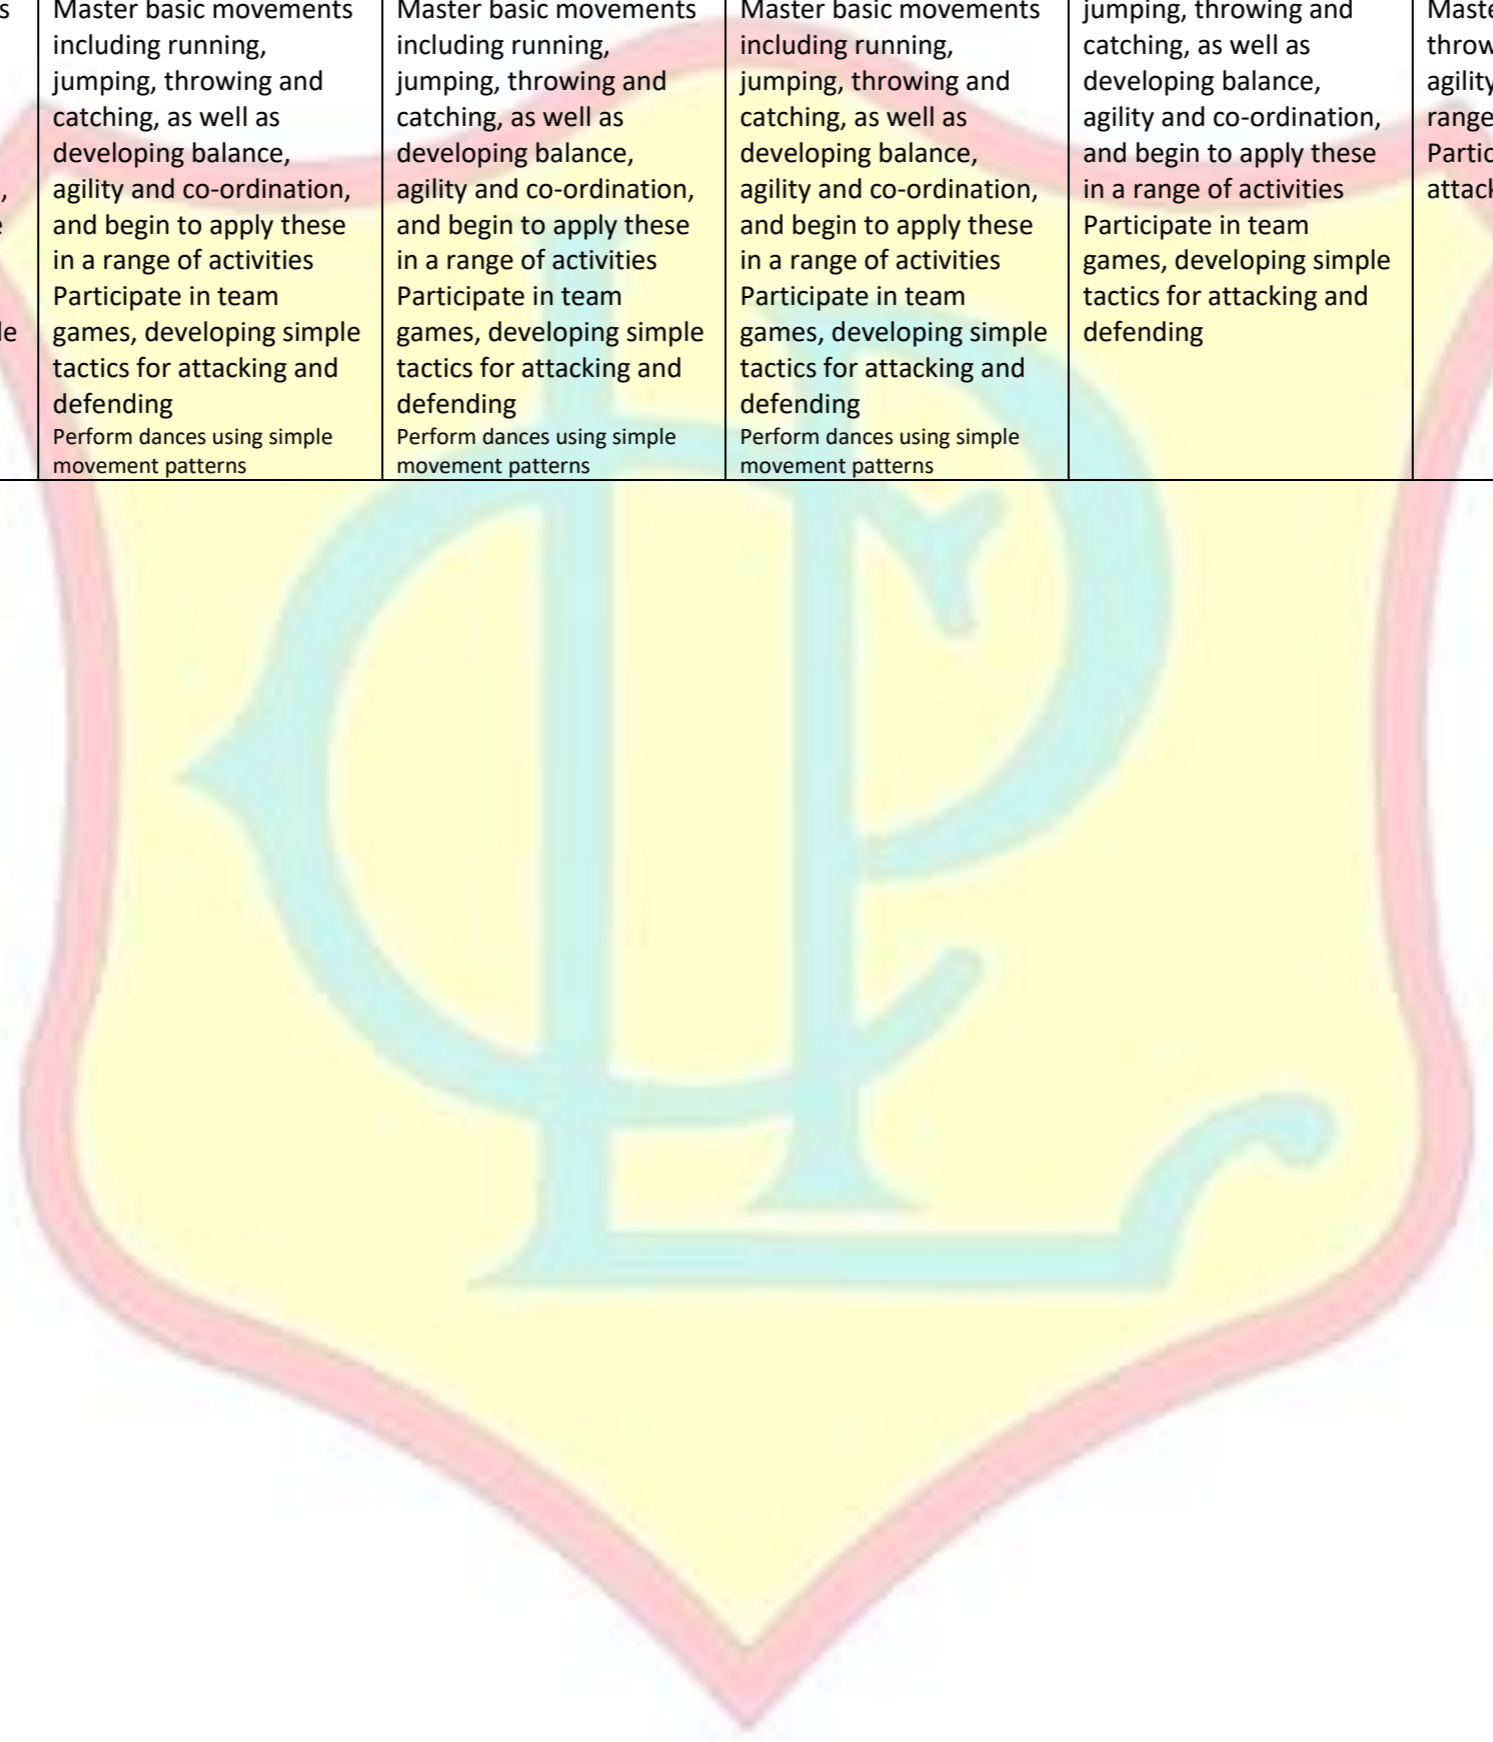 s
,
e
le
Master basic movements
including running,
jumping, throwing and
catching, as well as
developing balance,
agility and co-ordination,
and begin to apply these
in a range of activities
Participate in team
games, developing simple
tactics for attacking and
defending
Perform dances using simple
movement patterns
Master basic movements
including running,
jumping, throwing and
catching, as well as
developing balance,
agility and co-ordination,
and begin to apply these
in a range of activities
Participate in team
games, developing simple
tactics for attacking and
defending
Perform dances using simple
movement patterns
Master basic movements
including running,
jumping, throwing and
catching, as well as
developing balance,
agility and co-ordination,
and begin to apply these
in a range of activities
Participate in team
games, developing simple
tactics for attacking and
defending
Perform dances using simple
movement patterns
jumping, throwing and
catching, as well as
developing balance,
agility and co-ordination,
and begin to apply these
in a range of activities
Participate in team
games, developing simple
tactics for attacking and
defending
Maste
throw
agility
range
Partic
attack